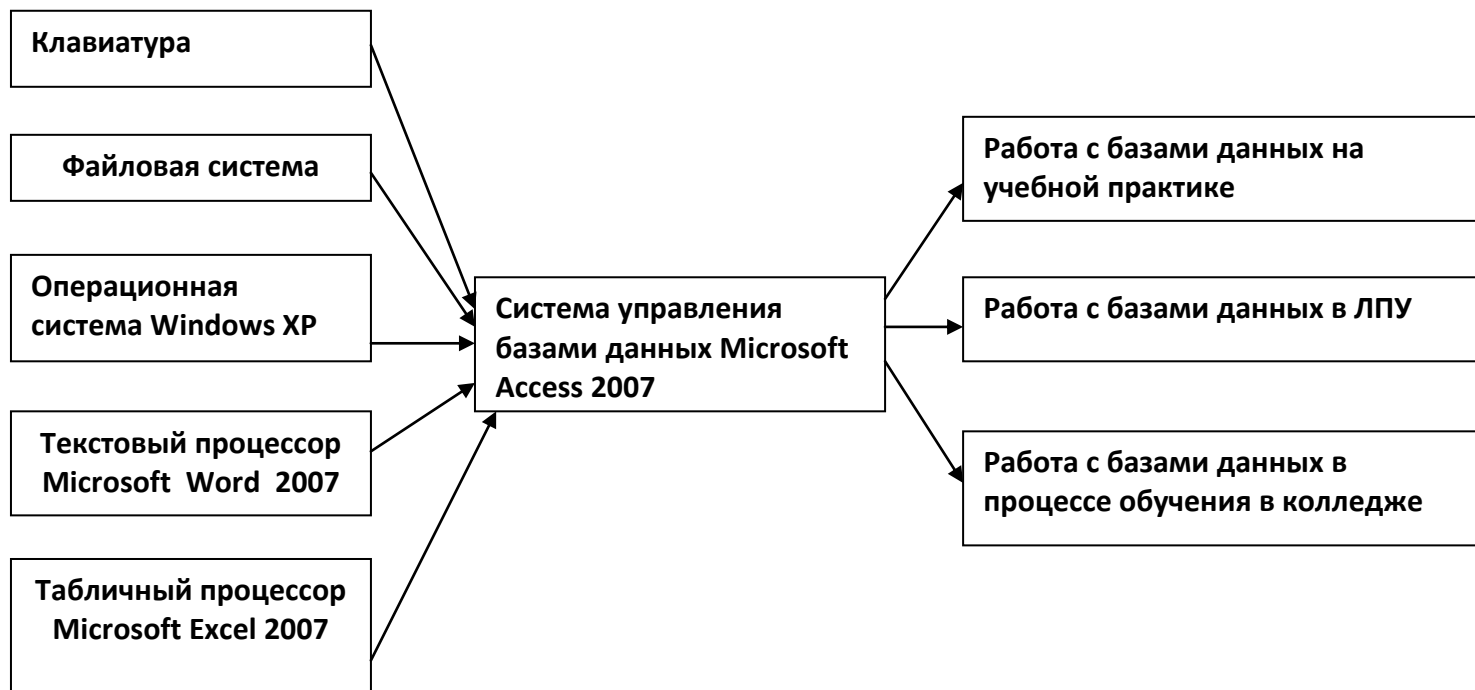 Клавиатура
Файловая система
Операционная
система Windows XP
Текстовый процессор
Microsoft Word 2007
Табличный процессор
Microsoft Excel 2007
Система управления
базами данных Microsoft
Access 2007
Работа с базами данных на
учебной практике
Работа с базами данных в ЛПУ
Работа с базами данных в
процессе обучения в колледже